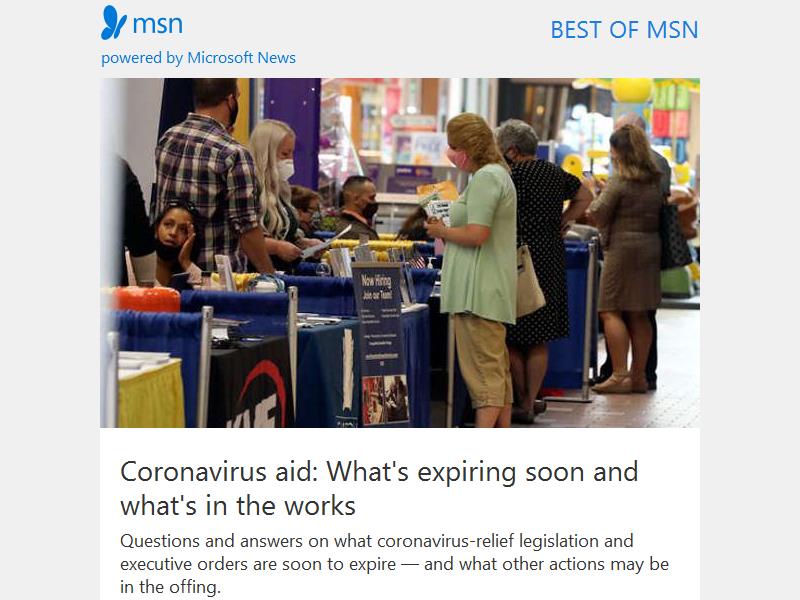 msn
BEST OF MSN
powered by Microsoft News
Now Hiring
Join our Team!
Coronavirus aid: What's expiring soon and
what's in the works
Questions and answers on what coronavirus-relief legislation and
executive orders are soon to expire — and what other actions may be
in the offing.